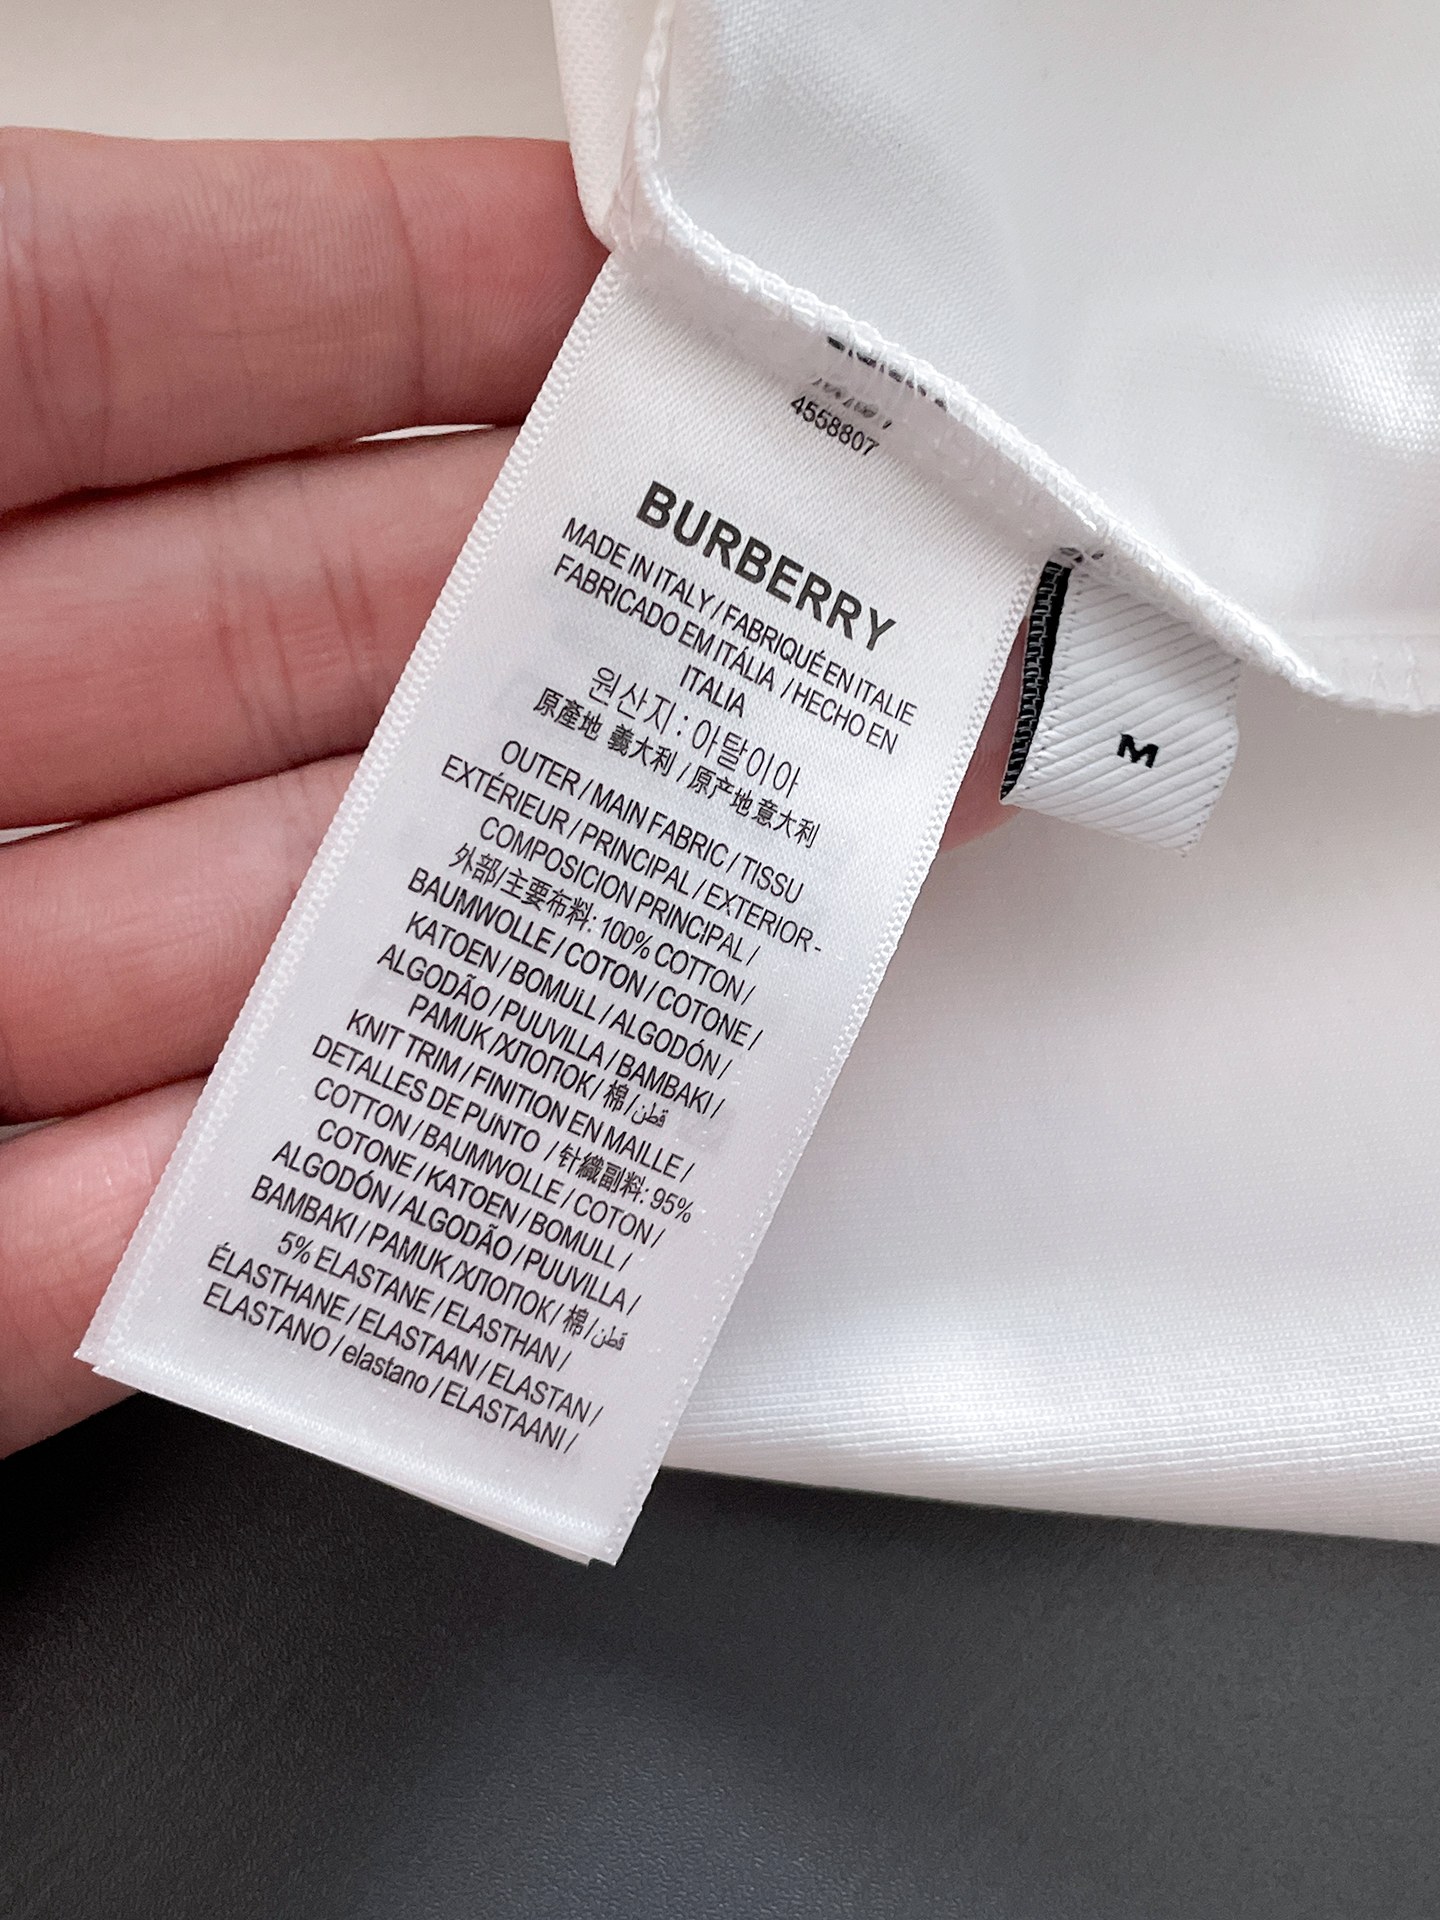 4558807
BURBERRY
MADE IN ITALY / FABRIQUÉ EN ITALIE
FABRICADO EM ITÁLIA / HECHO EN
ITALIA
원산지 : 아탈이아
原產地 義大利 / 原产地 意大利
OUTER / MAIN FABRIC / TISSU
EXTÉRIEUR / PRINCIPAL / EXTERIOR -
COMPOSICION PRINCIPAL /
外部/主要布料: 100% COTTON /
BAUMWOLLE / COTON / COTONE /
KATOEN / BOMULL / ALGODÓN /
ALGODÃO / PUUVILLA / BAMBAKI /
PAMUK /ХЛОПОК/ 棉/قطن
KNIT TRIM / FINITION EN MAILLE /
DETALLES DE PUNTO / 针織副料: 95%
COTTON / BAUMWOLLE / COTON /
COTONE / KATOEN / BOMULL /
ALGODÓN / ALGODÃO / PUUVILLA /
BAMBAKI / PAMUK /ХЛОПОК/ 棉/قطن
5% ELASTANE / ELASTHAN /
ÉLASTHANE / ELASTAAN / ELASTAN /
ELASTANO / elastano / ELASTAANI /
M